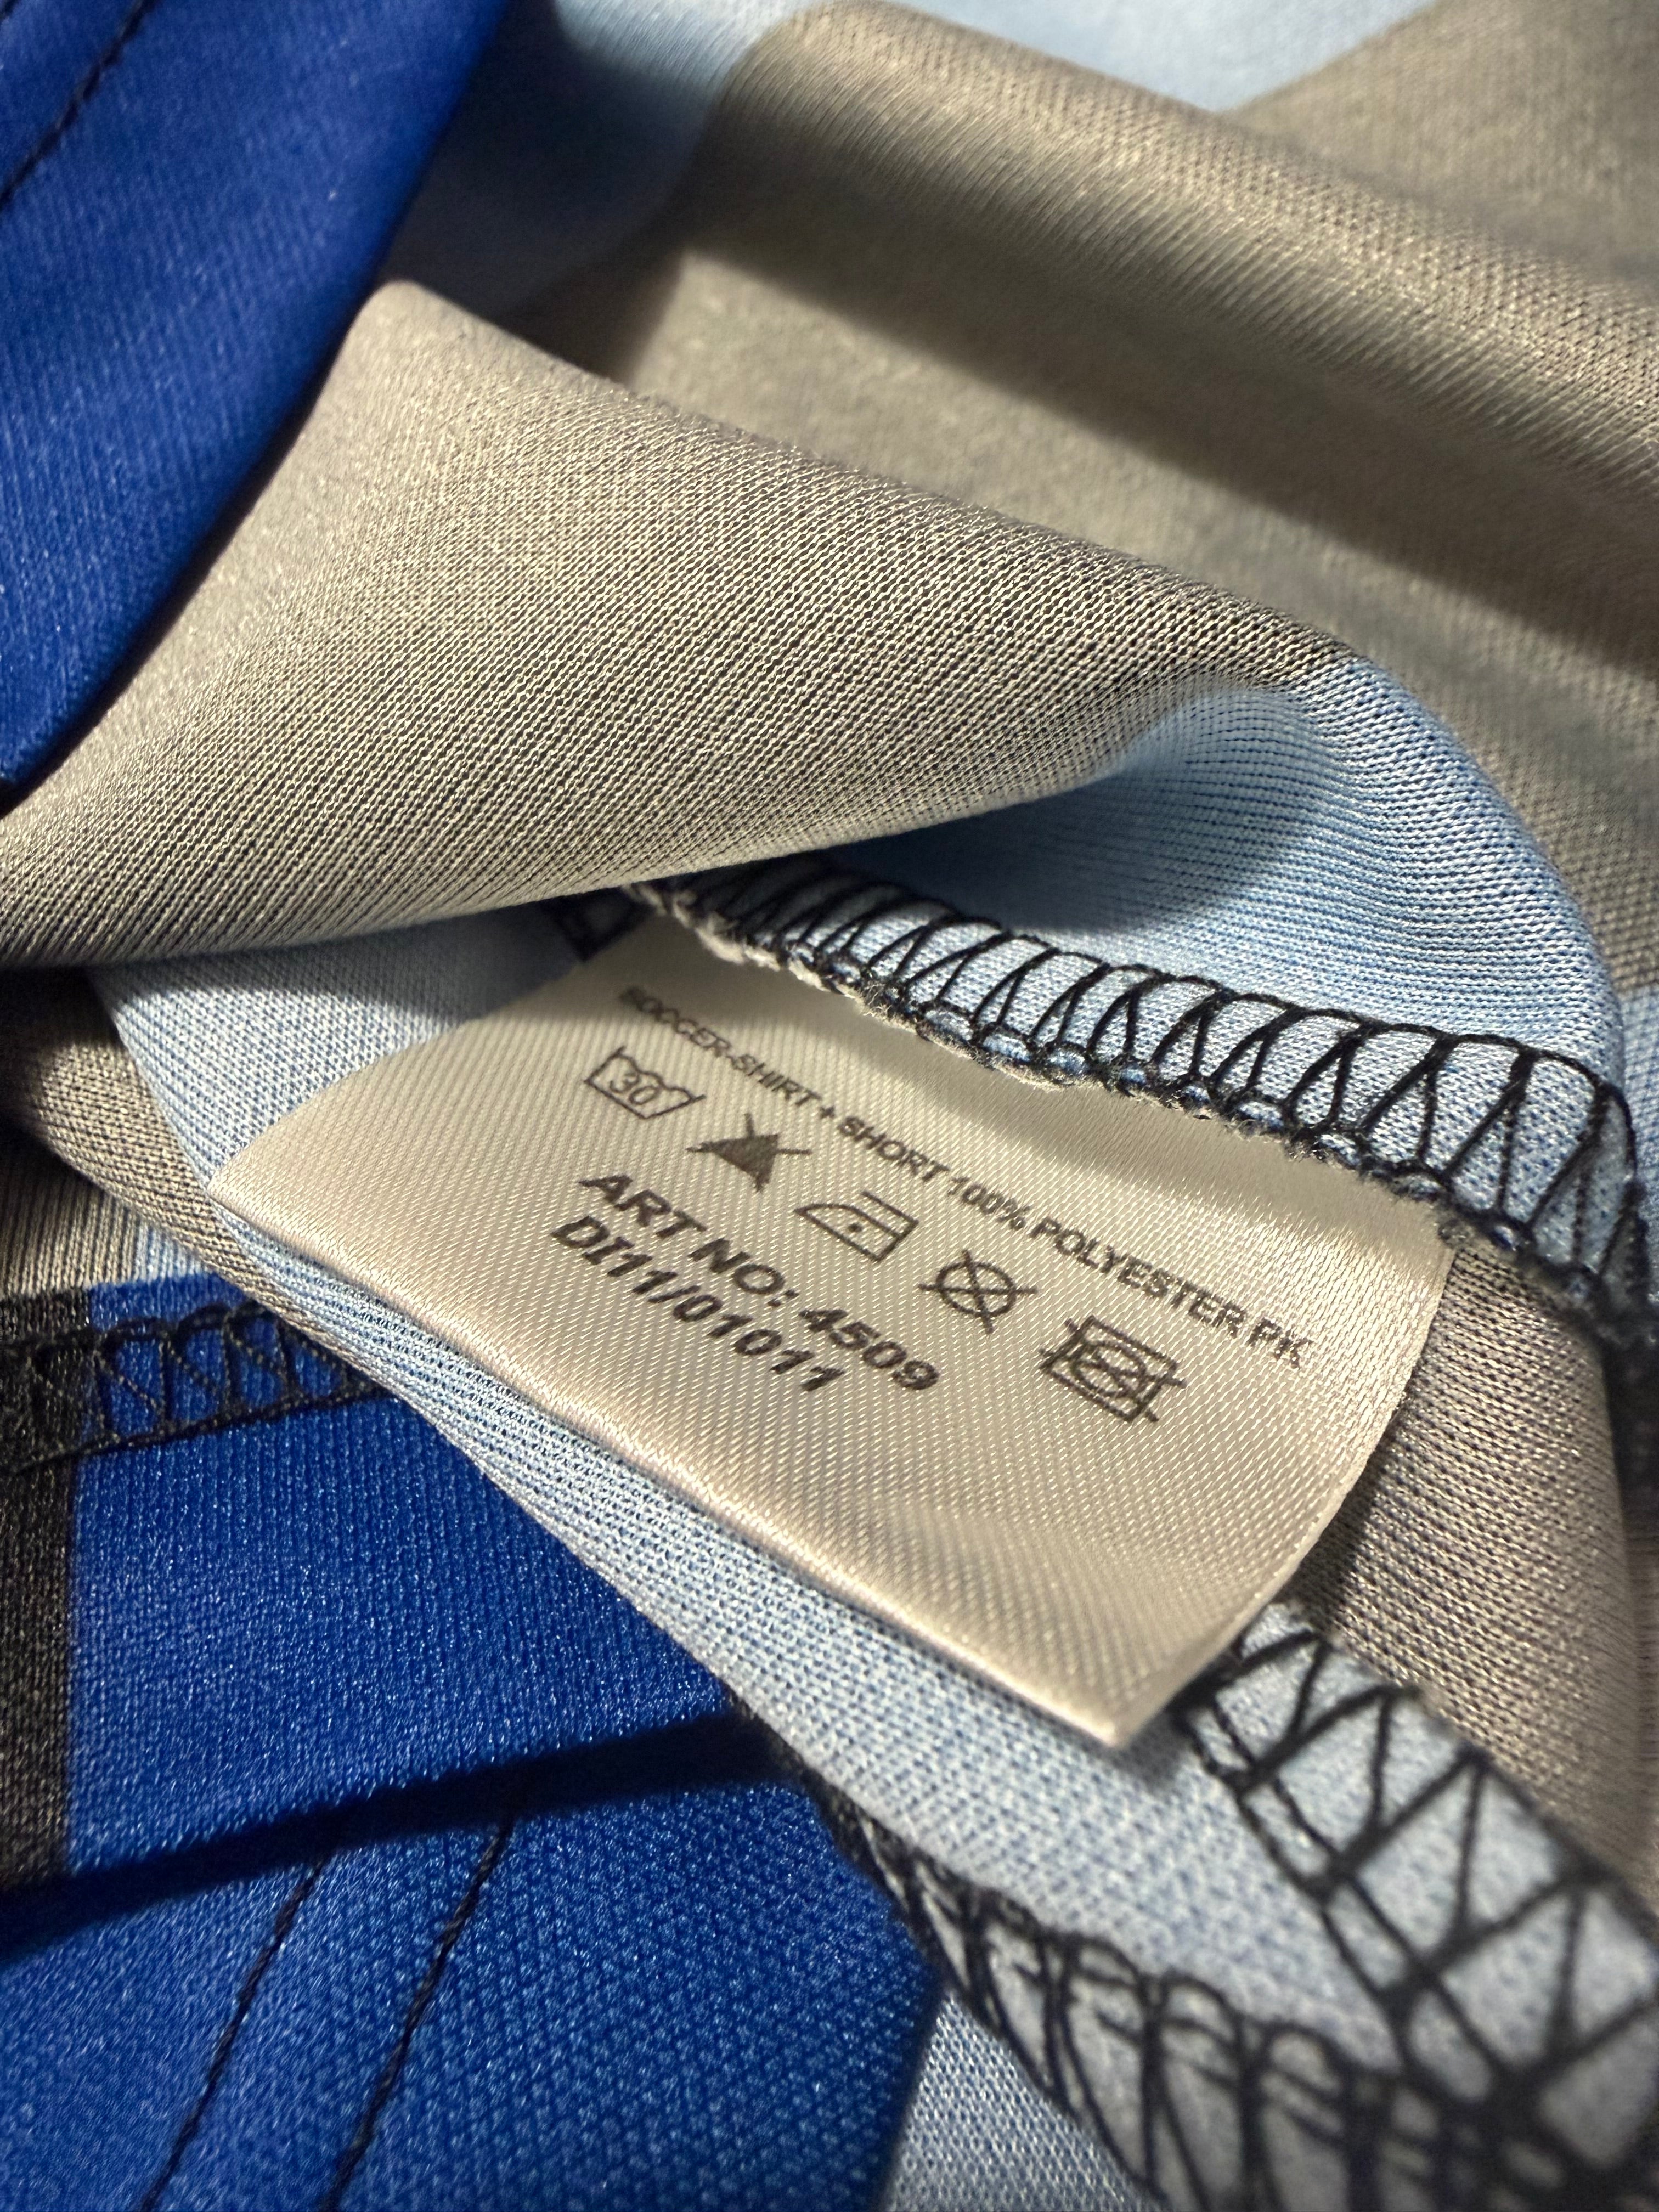 SOCCER-SHIRT + SHORT 100% POLYESTER PK
30
ART NO: 4509
DI11/01011